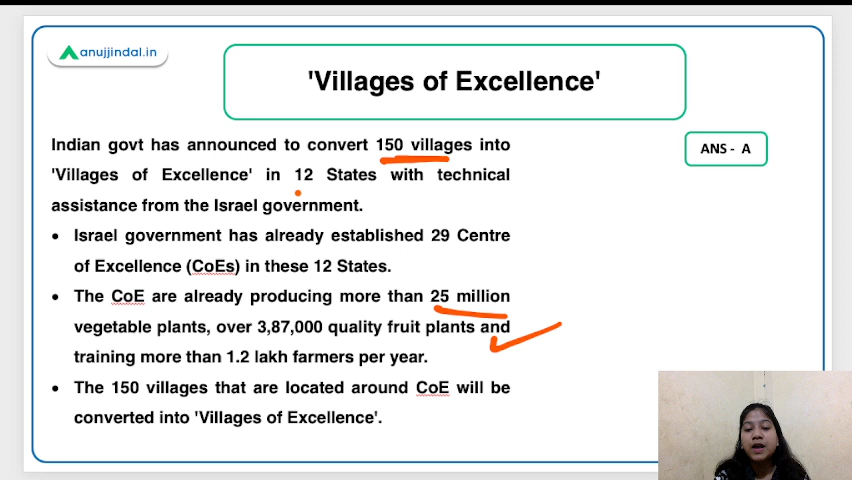 anujjindal.in
'Villages of Excellence'
Indian govt has announced to convert 150 villages into
'Villages of Excellence' in 12 States with technical
assistance from the Israel government.
ANS - A
• Israel government has already established 29 Centre
of Excellence (CoEs) in these 12 States.
• The CoE are already producing more than 25 million
vegetable plants, over 3,87,000 quality fruit plants and
training more than 1.2 lakh farmers per year.
• The 150 villages that are located around CoE will be
converted into 'Villages of Excellence'.